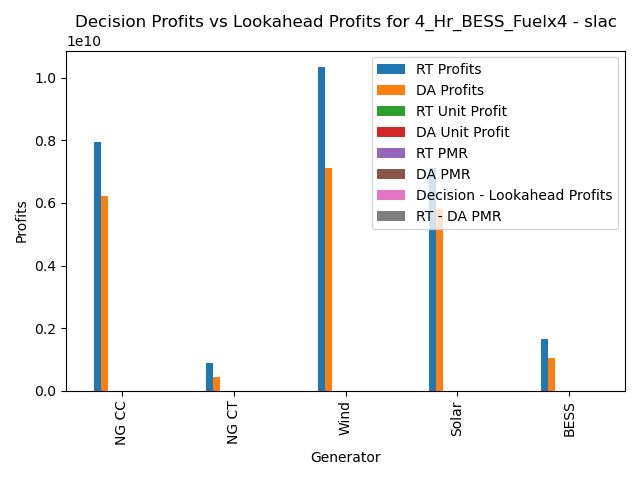 Decision Profits vs Lookahead Profits for 4_Hr_BESS_Fuelx4 - slac
1e10
1.0
0.8
0.6
0.4
0.2
0.0
Profits
RT Profits
DA Profits
RT Unit Profit
DA Unit Profit
RT PMR
DA PMR
Decision - Lookahead Profits
RT - DA PMR
NG CC
NG CT
Wind
Solar
BESS
Generator